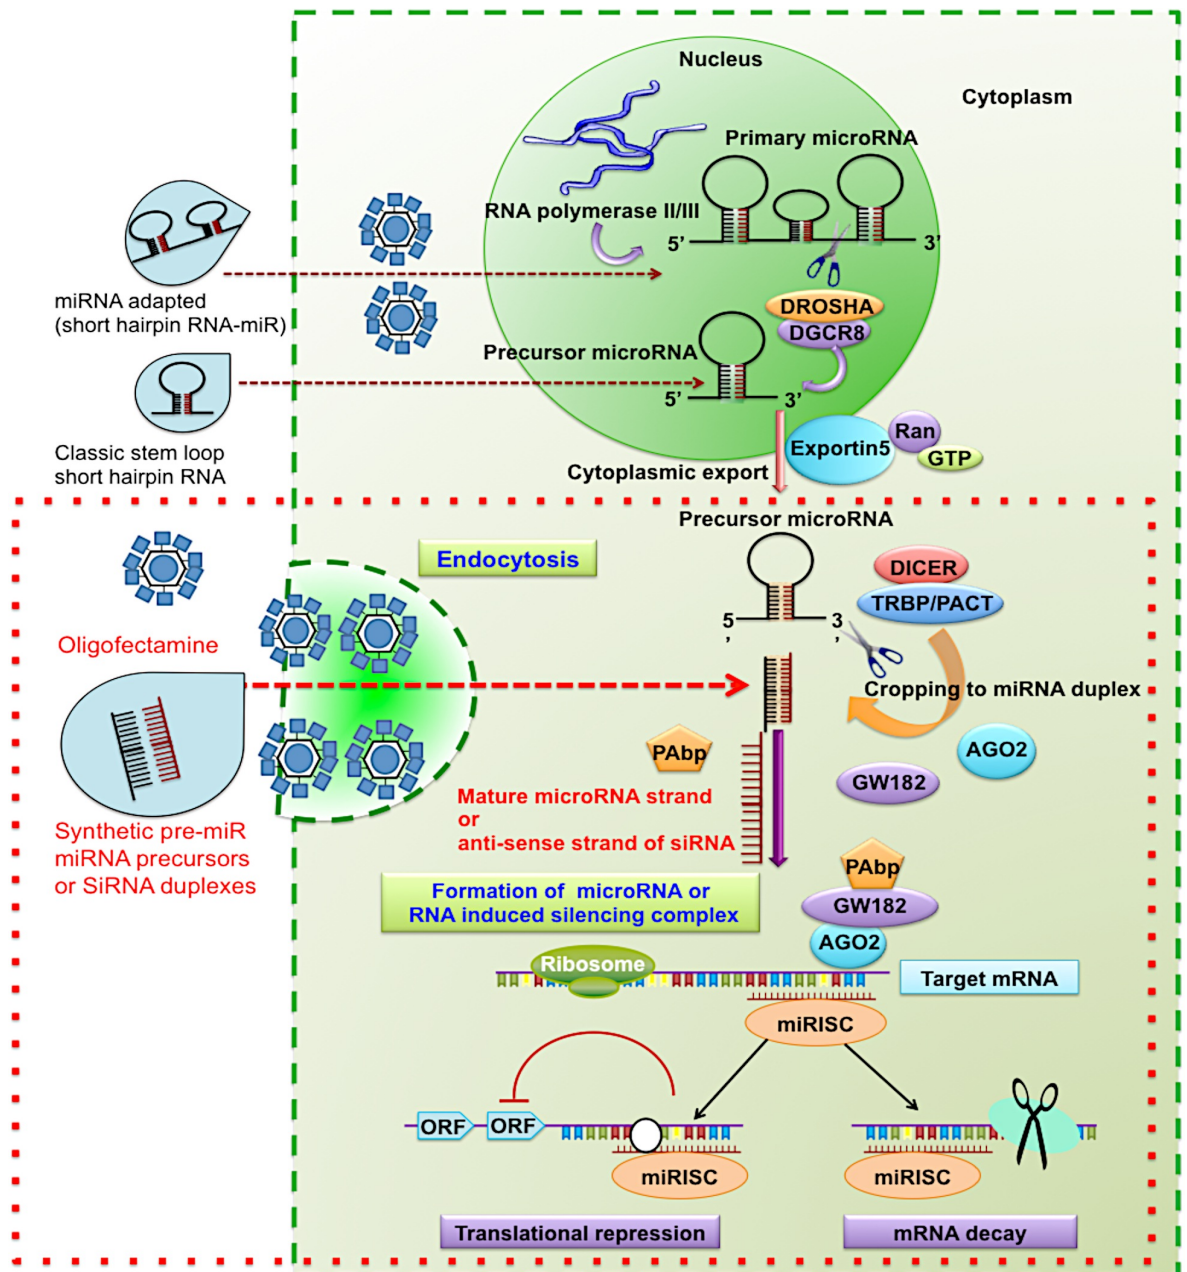 Nucleus
Cytoplasm
Primary microRNA
RNA polymerase II/III
5’
3’
miRNA adapted
(short hairpin RNA-miR)
DROSHA
DGCR8
Precursor microRNA
5’
3’
Classic stem loop
short hairpin RNA
Exportin5
Ran
GTP
Cytoplasmic export
Precursor microRNA
Endocytosis
DICER
TRBP/PACT
5
’
3
’
Oligofectamine
Cropping to miRNA duplex
PAbp
AGO2
GW182
Mature microRNA strand
or
anti-sense strand of siRNA
Synthetic pre-miR
miRNA precursors
or SiRNA duplexes
Formation of microRNA or
RNA induced silencing complex
PAbp
GW182
AGO2
Ribosome
Target mRNA
miRISC
ORF
ORF
miRISC
miRISC
Translational repression
mRNA decay